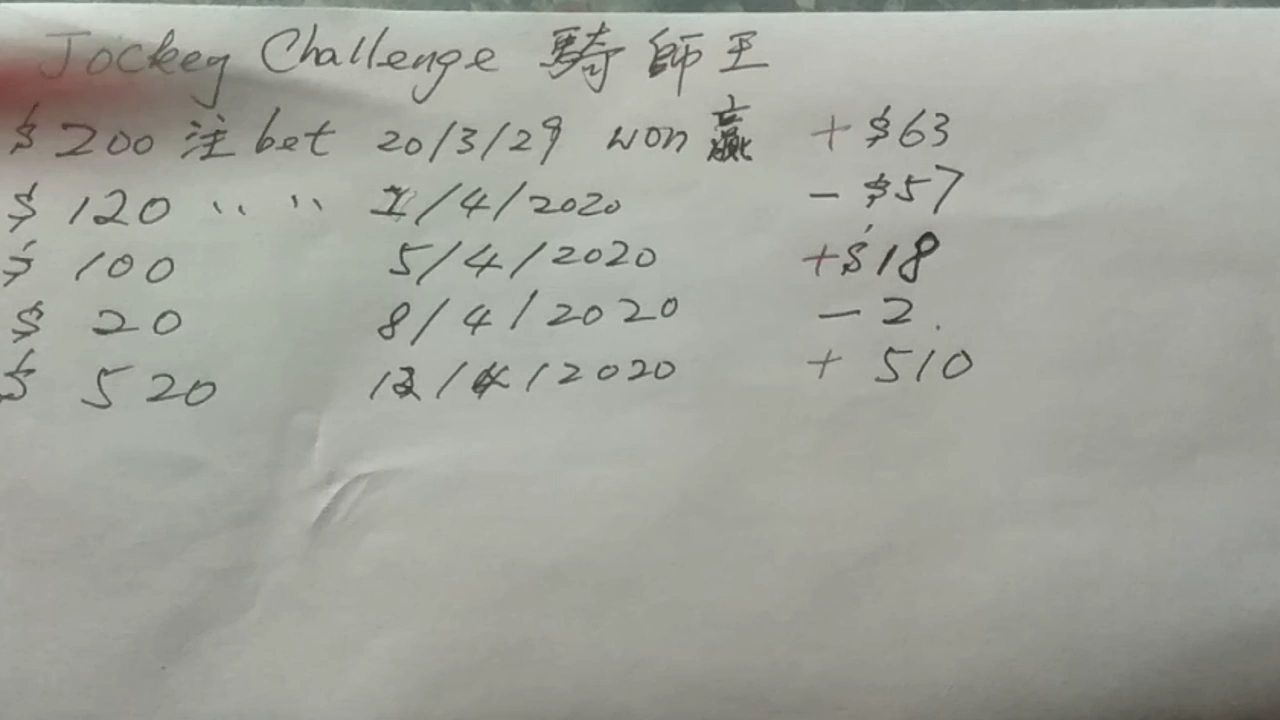 Jockey Challenge 騎師王
$200 注 bet 20/3/29 won 贏 + $63
$ 120 " " 1/4/2020 - $57
$ 100 5/4/2020 +$18
$ 20 8/4/2020 - 2.
$ 520 /4/2020 + 510